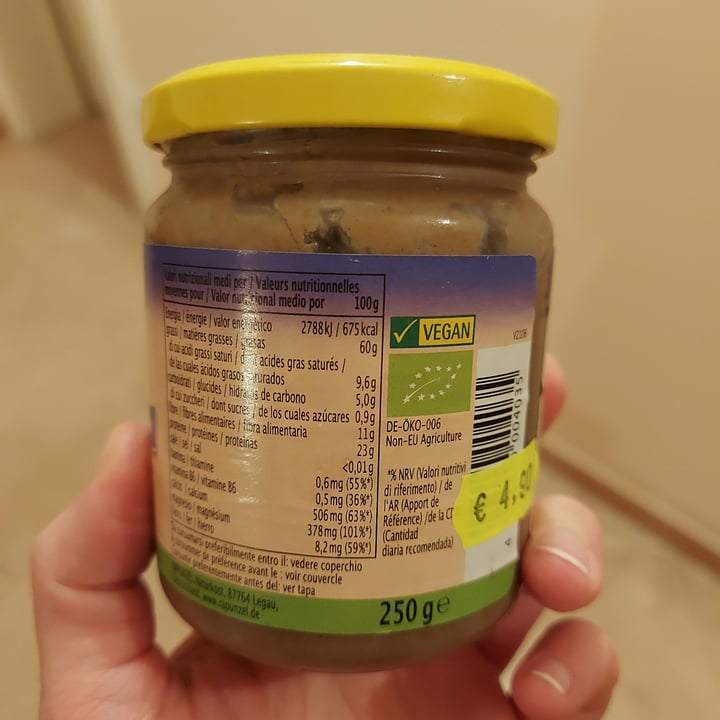 Valori nutrizionali medi per / Valeurs nutritionnelles
moyennes pour / Valor nutricional medio por 100g
Energia / énergie / valor energético 2788kJ / 675kcal
grassi / matières grasses / grasas 60g
di cui acidi grassi saturi / dont acides gras saturés /
de las cuales ácidos grasos saturados 9,6g
carboidrati / glucides / hidratos de carbono 5,0g
di cui zuccheri / dont sucres / de los cuales azúcares 0,9g
fibre / fibres alimentaires / fibra alimentaria 11g
proteine / protéines / proteínas 23g
sale / sel / sal <0,01g
tiamina / thiamine 0,6mg (55%*)
vitamina B6 / vitamine B6 0,5mg (36%*)
calcio / calcium 506mg (63%*)
magnesio / magnésium 378mg (101%*)
ferro / fer / hierro 8,2mg (59%*)
Da consumarsi preferibilmente entro il: vedere coperchio
À consommer de préférence avant le : voir couvercle
Consumir preferentemente antes del: ver tapa
Naturkost, 87764 Legau,
www.rapunzel.de
250 g e
VEGAN
V2106
DE-ÖKO-006
Non-EU Agriculture
*% NRV (Valori nutritivi
di riferimento) / de
l'AR (Apport de
Référence) /de la
(Cantidad
diaria recomendada)
004035
€ 4,90